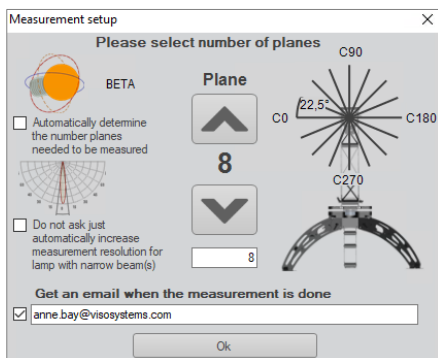 Measurement setup
Please select number of planes
BETA
Automatically determine
the number planes
needed to be measured
Do not ask just
automatically increase
measurement resolution for
lamp with narrow beam(s)
Plane
8
8
C90
22,5°
C0
C180
C270
Get an email when the measurement is done
anne.bay@visosystems.com
Ok